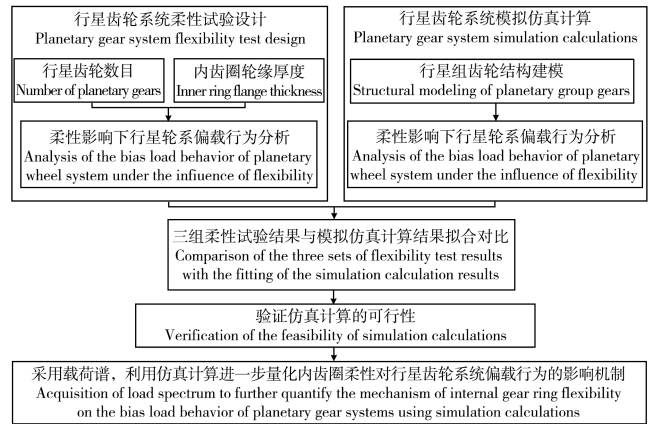 行星齿轮系统柔性试验设计
Planetary gear system flexibility test design
行星齿轮数目
Number of planetary gears
内齿圈轮缘厚度
Inner ring flange thickness
柔性影响下行星轮系偏载行为分析
Analysis of the bias load behavior of planetary
wheel system under the infiuence of flexibility
行星齿轮系统模拟仿真计算
Planetary gear system simulation calculations
行星组齿轮结构建模
Structural modeling of planetary group gears
柔性影响下行星轮系偏载行为分析
Analysis of the bias load behavior of planetary
wheel system under the influence of flexibility
三组柔性试验结果与模拟仿真计算结果拟合对比
Comparison of the three sets of flexibility test results
with the fitting of the simulation calculation results
验证仿真计算的可行性
Verification of the feasibility of simulation calculations
采用载荷谱，利用仿真计算进一步量化内齿圈柔性对行星齿轮系统偏载行为的影响机制
Acquisition of load spectrum to further quantify the mechanism of internal gear ring flexibility
on the bias load behavior of planetary gear systems using simulation calculations